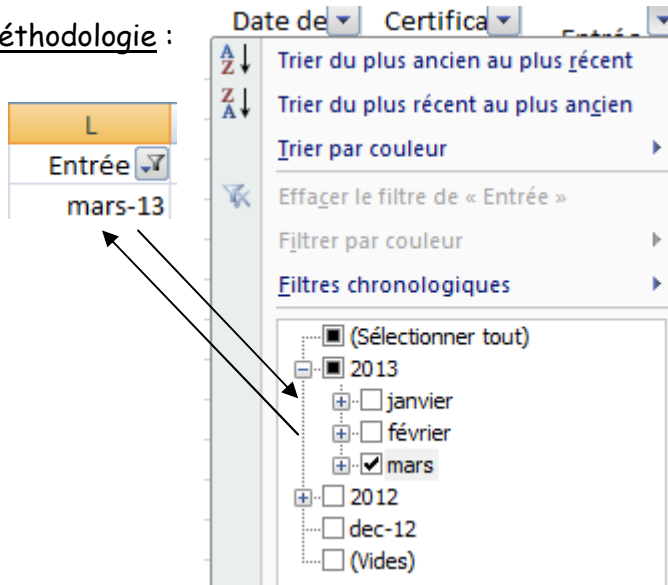 éthodologie :
Date de
Certifica
L
Entrée
mars-13
Trier du plus ancien au plus récent
Trier du plus récent au plus ancien
Trier par couleur
Effacer le filtre de « Entrée »
Filtrer par couleur
Filtres chronologiques
(Sélectionner tout)
2013
janvier
février
mars
2012
dec-12
(Vides)